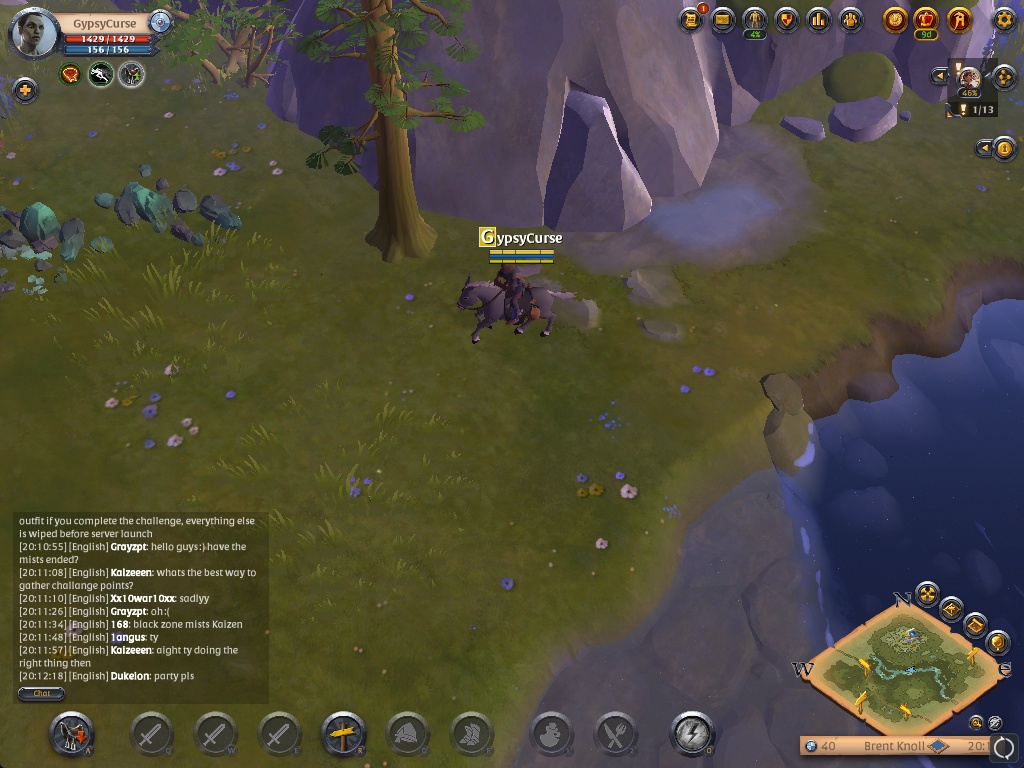 GypsyCurse
1429 / 1429
156 / 156
1
4%
9d
46%
1/13
GypsyCurse
outfit if you complete the challenge, everything else
is wiped before server launch
[20:10:55] [English] Grayzpt: hello guys:) have the
mists ended?
[20:11:08] [English] Kaizeeen: whats the best way to
gather challange points?
[20:11:10] [English] Xx10war10xx: sadlyy
[20:11:26] [English] Grayzpt: oh:(
[20:11:34] [English] 168: black zone mists Kaizen
[20:11:48] [English] 1angus: ty
[20:11:57] [English] Kaizeeen: aight ty doing the
right thing then
[20:12:18] [English] Dukelon: party pls
Chat
N
W
E
A
Q
W
E
R
D
F
2
40
Brent Knoll